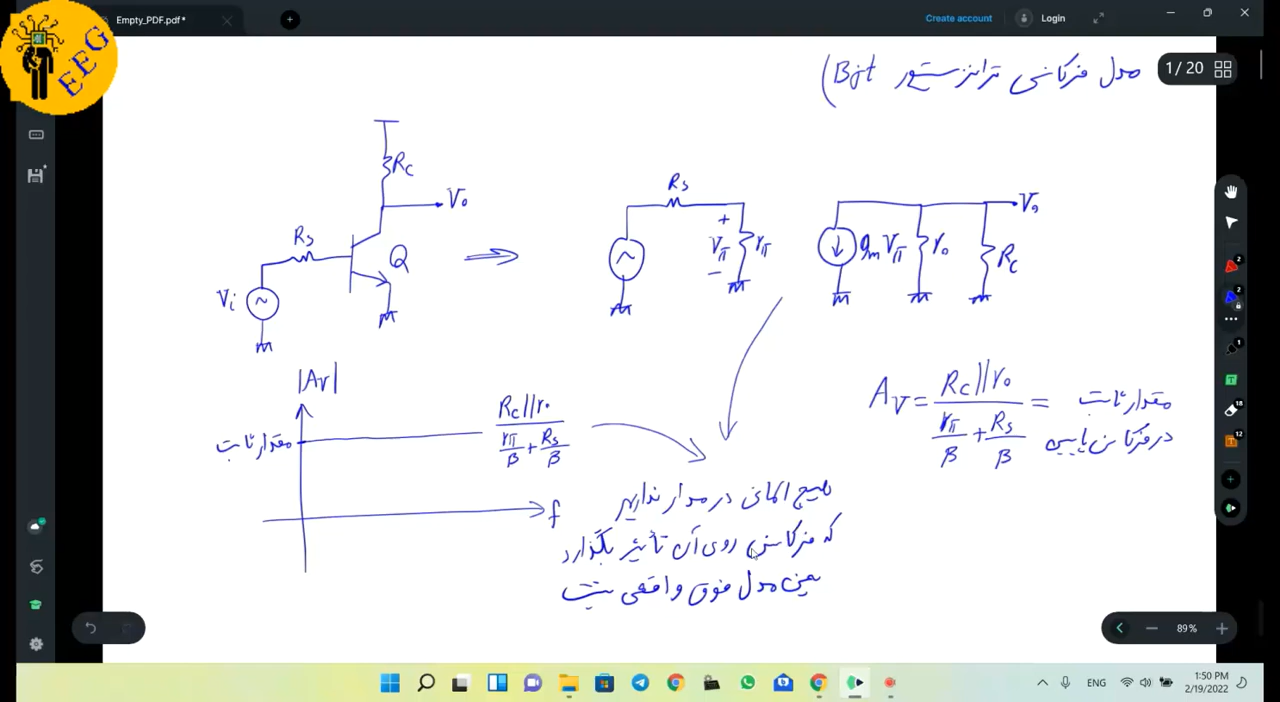 Empty_PDF.pdf*
Create account
Login
EEG
1 / 20
مدل فرکانسی ترانزیستور Bjt)
Rc
Vo
Rs
Q
Vi
Rs
+
Vπ
-
rπ
gm Vπ
ro
Rc
Vo
|Av|
مقدار ثابت
Rc||ro
rπ/β + Rs/β
f
Av = Rc||ro / (rπ/β + Rs/β) = مقدار ثابت
در فرکانس پایین
هیچ المانی در مدار نداریم
که فرکانس روی آن تأثیر بگذارد
یعنی مدل فوق واقعی نیست
89%
ENG
1:50 PM
2/19/2022